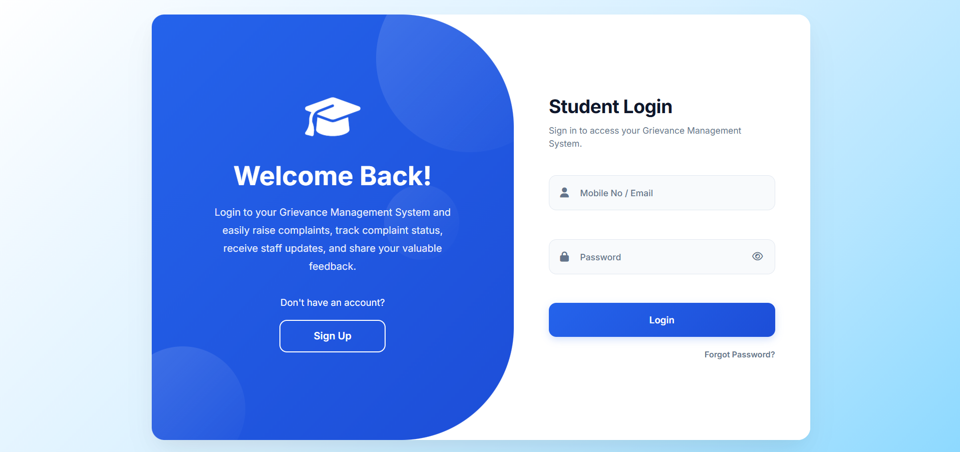 Welcome Back!
Login to your Grievance Management System and
easily raise complaints, track complaint status,
receive staff updates, and share your valuable
feedback.
Don't have an account?
Sign Up
Student Login
Sign in to access your Grievance Management
System.
Mobile No / Email
Password
Login
Forgot Password?